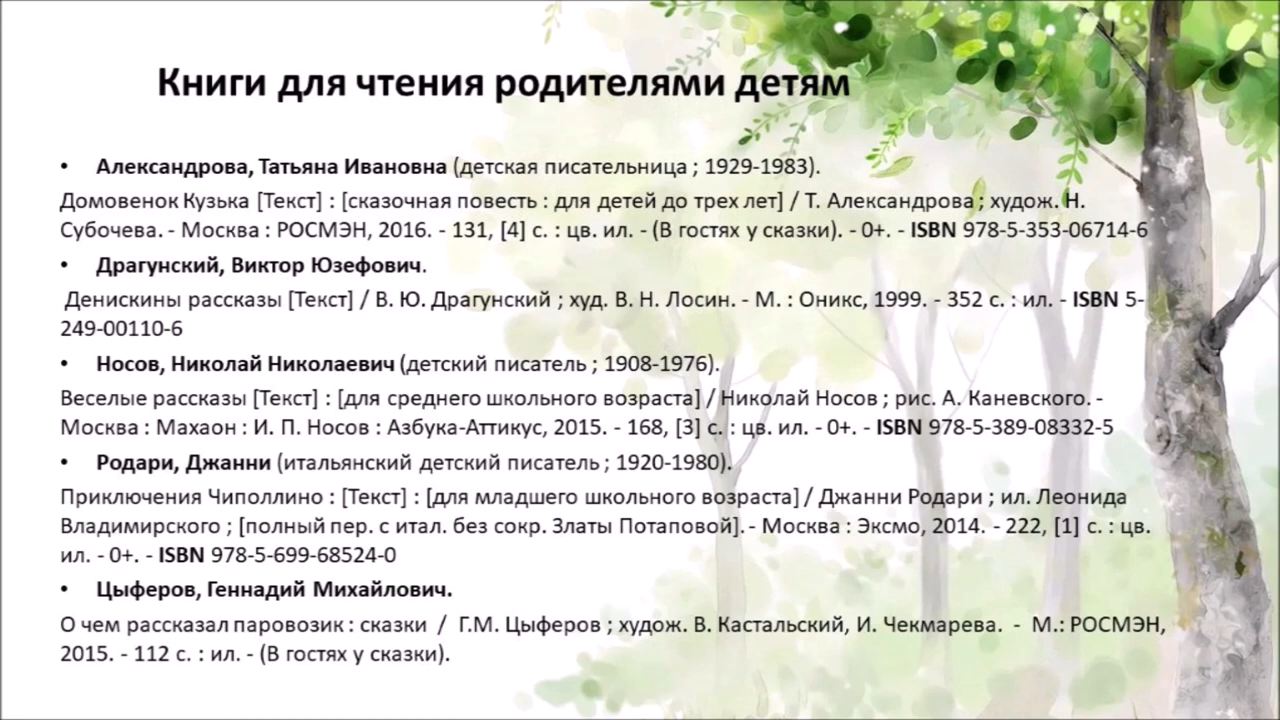 Книги для чтения родителями детям
• Александрова, Татьяна Ивановна (детская писательница ; 1929-1983).
Домовенок Кузька [Текст] : [сказочная повесть : для детей до трех лет] / Т. Александрова ; худож. Н.
Субочева. - Москва : РОСМЭН, 2016. - 131, [4] с. : цв. ил. - (В гостях у сказки). - 0+. - ISBN 978-5-353-06714-6
• Драгунский, Виктор Юзефович.
Денискины рассказы [Текст] / В. Ю. Драгунский ; худ. В. Н. Лосин. - М. : Оникс, 1999. - 352 с. : ил. - ISBN 5-
249-00110-6
• Носов, Николай Николаевич (детский писатель ; 1908-1976).
Веселые рассказы [Текст] : [для среднего школьного возраста] / Николай Носов ; рис. А. Каневского. -
Москва : Махаон : И. П. Носов : Азбука-Аттикус, 2015. - 168, [3] с. : цв. ил. - 0+. - ISBN 978-5-389-08332-5
• Родари, Джанни (итальянский детский писатель ; 1920-1980).
Приключения Чиполлино : [Текст] : [для младшего школьного возраста] / Джанни Родари ; ил. Леонида
Владимирского ; [полный пер. с итал. без сокр. Златы Потаповой]. - Москва : Эксмо, 2014. - 222, [1] с. : цв.
ил. - 0+. - ISBN 978-5-699-68524-0
• Цыферов, Геннадий Михайлович.
О чем рассказал паровозик : сказки / Г.М. Цыферов ; худож. В. Кастальский, И. Чекмарева. - М.: РОСМЭН,
2015. - 112 с. : ил. - (В гостях у сказки).